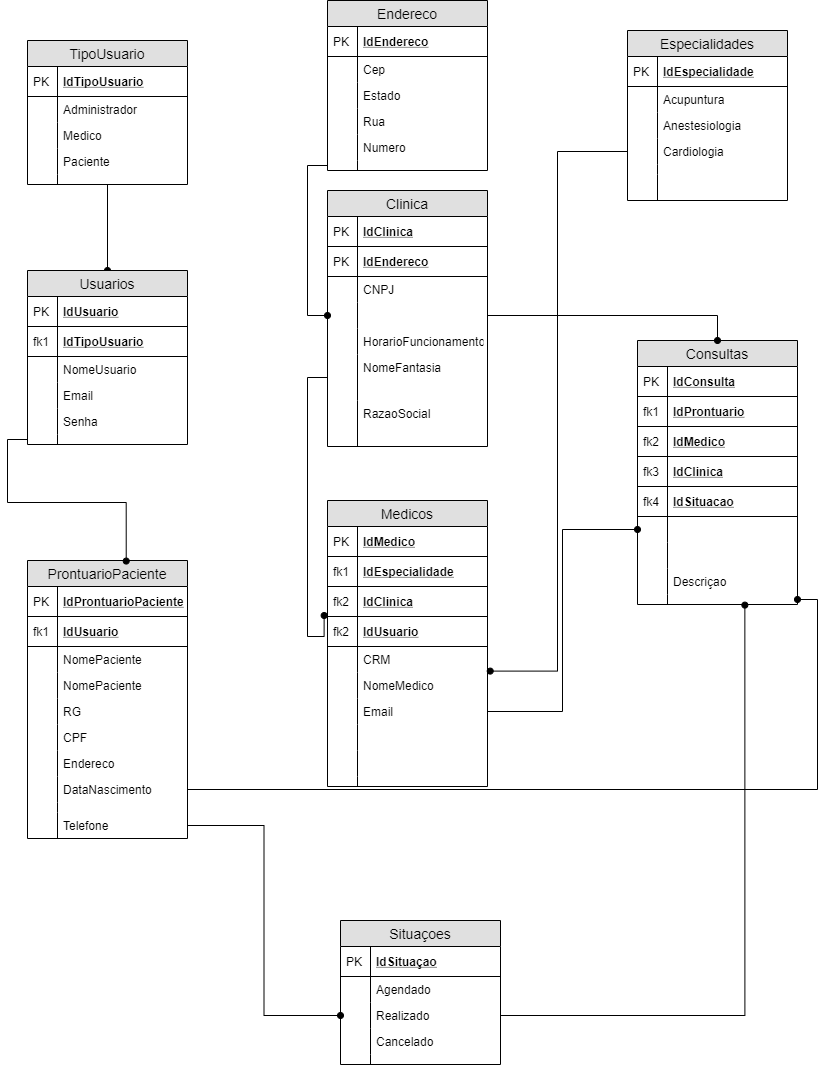 TipoUsuario
PK IdTipoUsuario
Administrador
Medico
Paciente
Usuarios
PK IdUsuario
fk1 IdTipoUsuario
NomeUsuario
Email
Senha
ProntuarioPaciente
PK IdProntuarioPaciente
fk1 IdUsuario
NomePaciente
NomePaciente
RG
CPF
Endereco
DataNascimento
Telefone
Endereco
PK IdEndereco
Cep
Estado
Rua
Numero
Clinica
PK IdClinica
PK IdEndereco
CNPJ
HorarioFuncionamento
NomeFantasia
RazaoSocial
Medicos
PK IdMedico
fk1 IdEspecialidade
fk2 IdClinica
fk2 IdUsuario
CRM
NomeMedico
Email
Situaçoes
PK IdSituaçao
Agendado
Realizado
Cancelado
Especialidades
PK IdEspecialidade
Acupuntura
Anestesiologia
Cardiologia
Consultas
PK IdConsulta
fk1 IdProntuario
fk2 IdMedico
fk3 IdClinica
fk4 IdSituacao
Descriçao